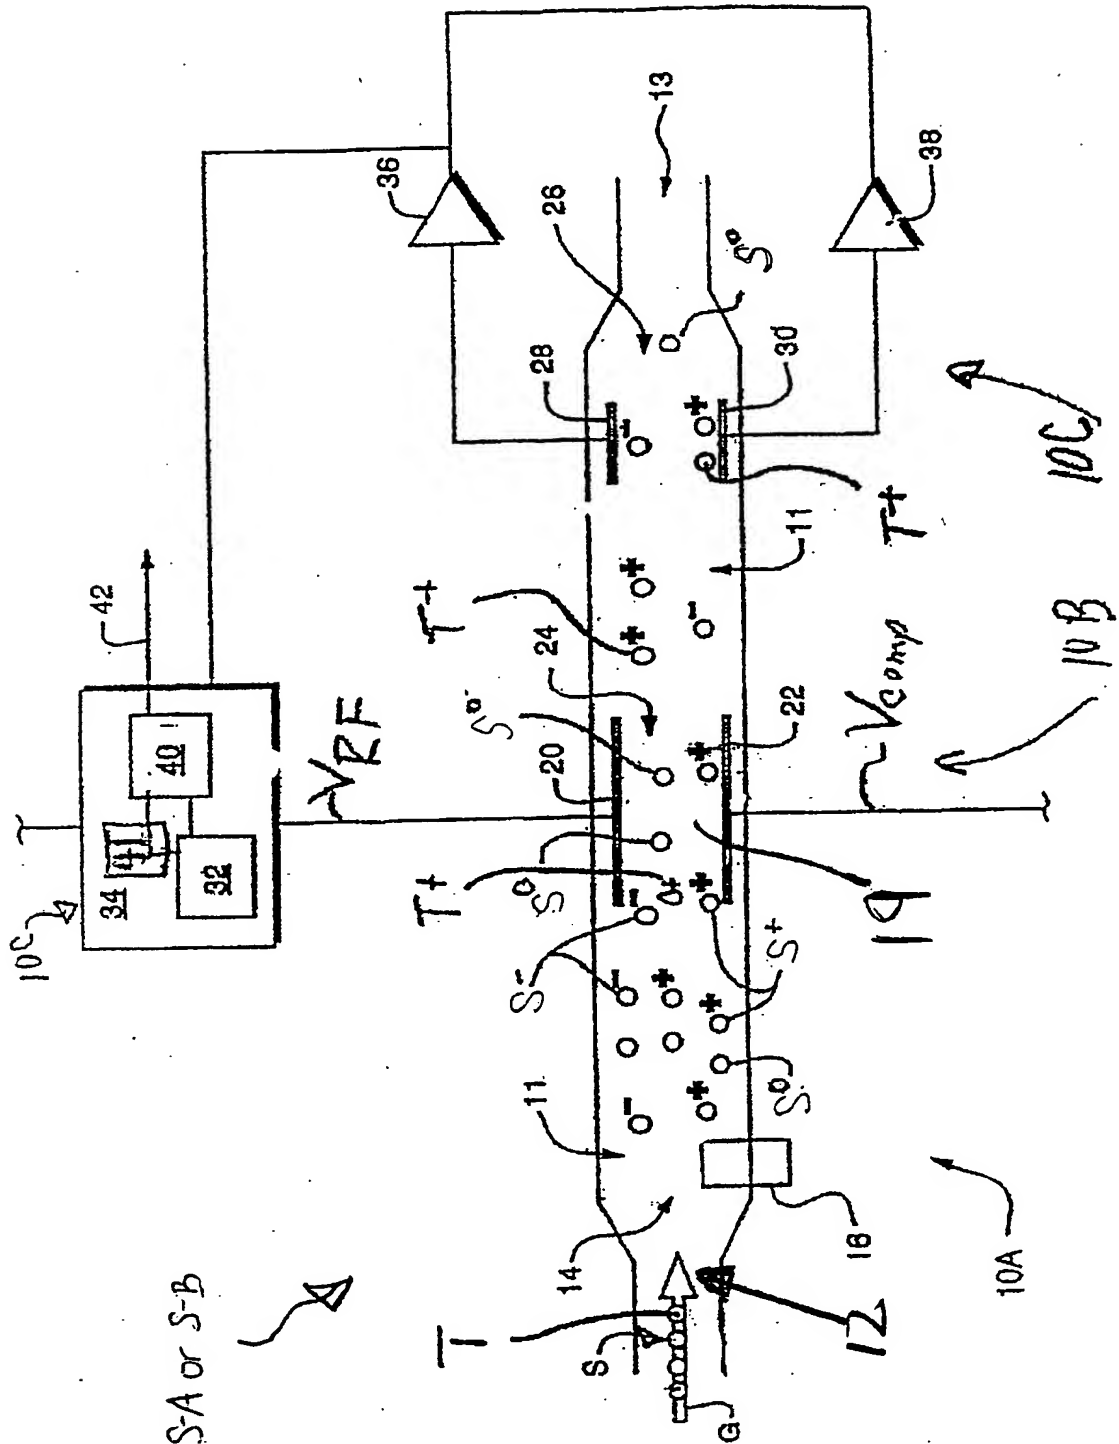 10C
34 41 32 40 42
S-A or S-B
VRF
36
T+ T+
T
S- S° S°
11 20 24 28 26
14
S
13
G
S°
S° S+ 22 11 30
16
12
Vcomp
19 T+
38
10A
10B 10C